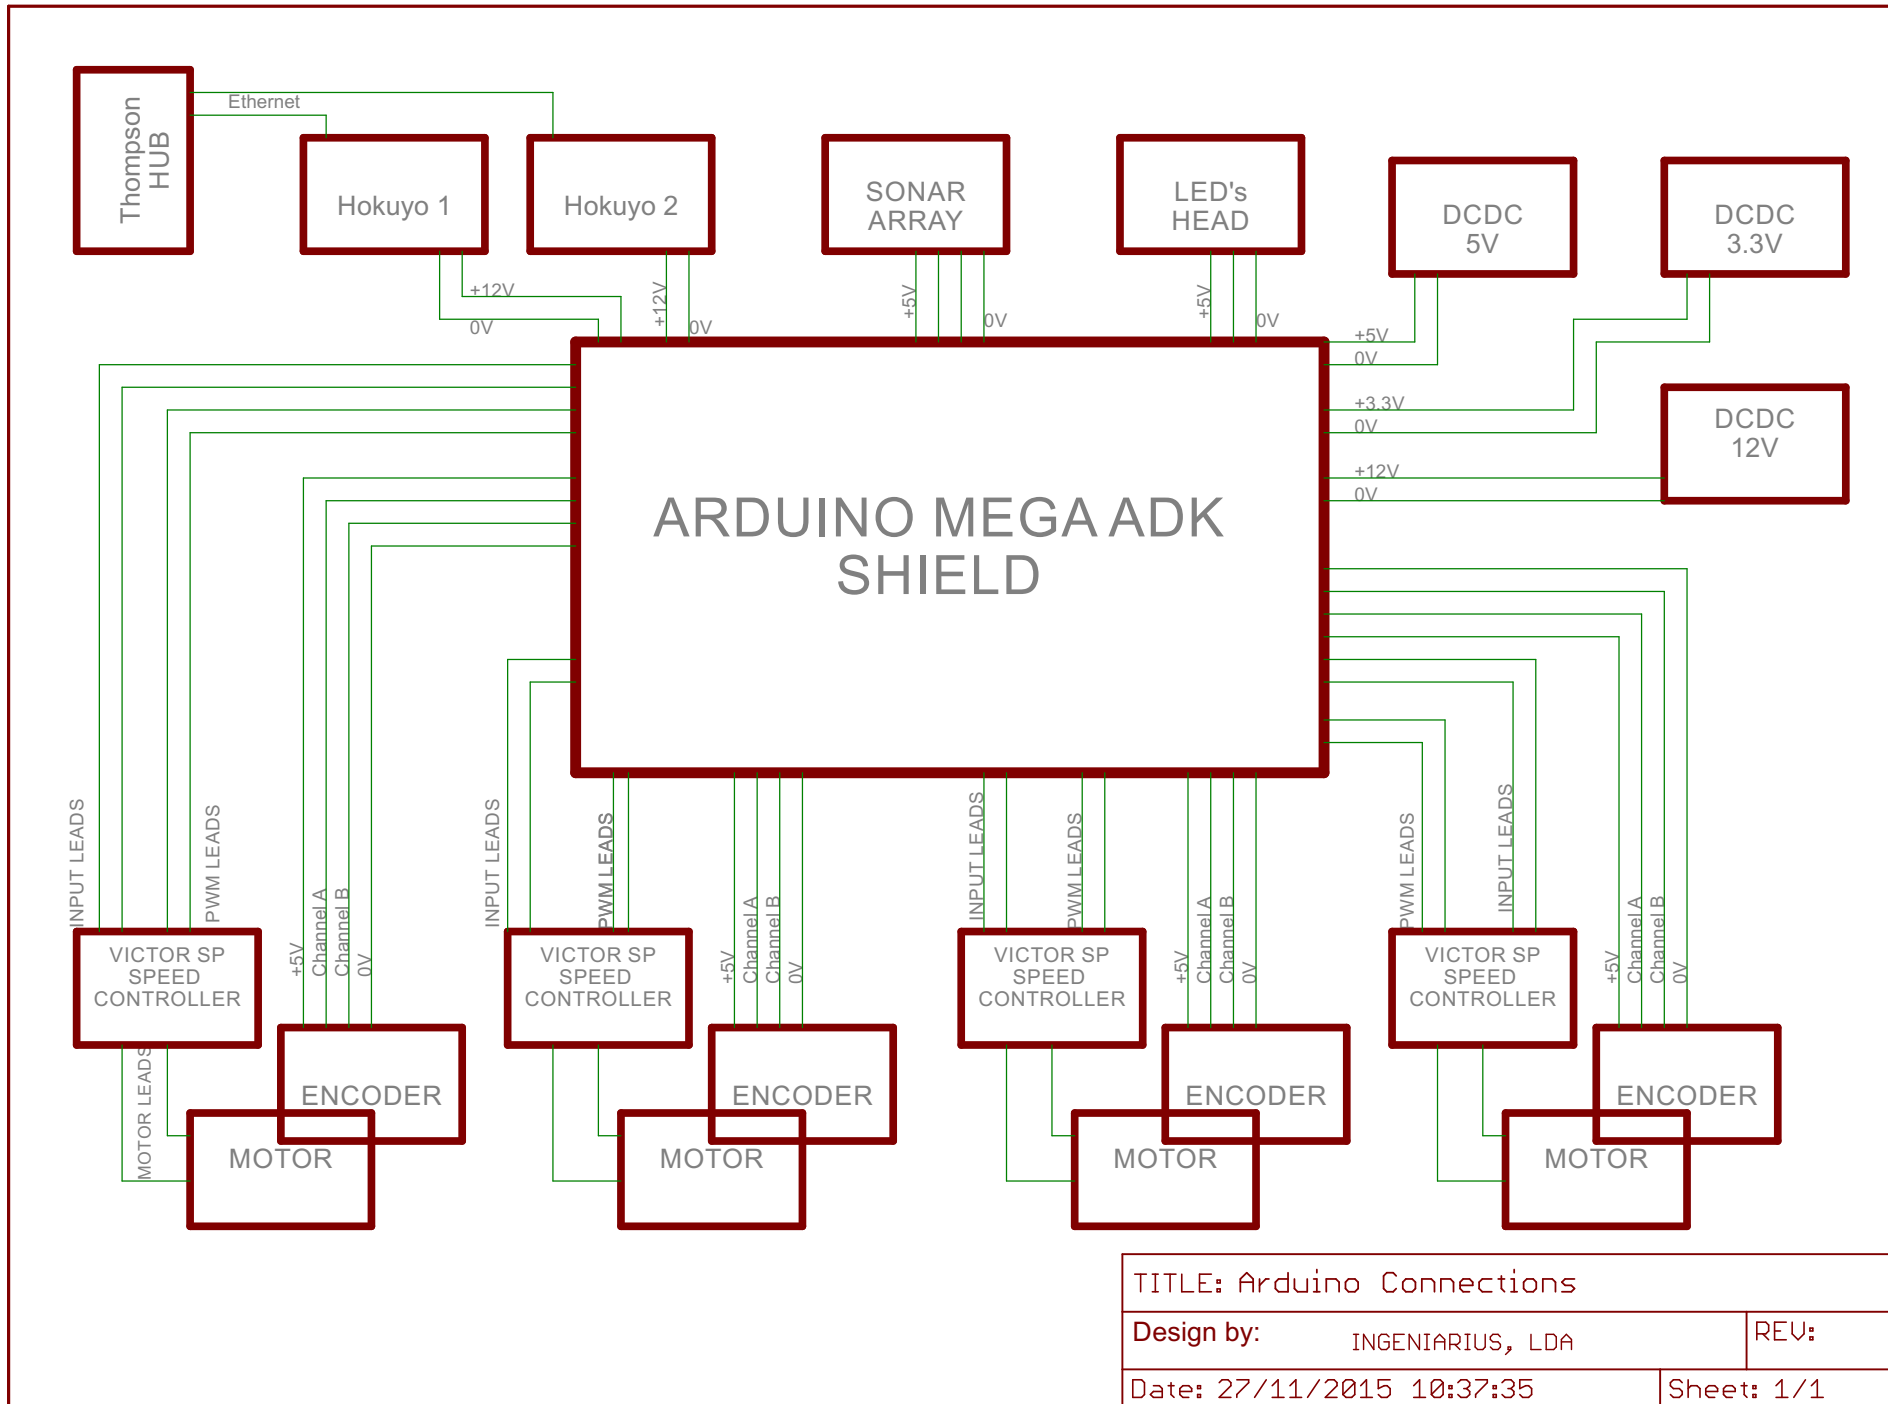 Thompson
HUB
Ethernet
Hokuyo 1
Hokuyo 2
SONAR
ARRAY
LED's
HEAD
DCDC
5V
DCDC
3.3V
+12V
0V
+12V
0V
+5V
0V
+5V
0V
+5V
0V
+3.3V
0V
DCDC
12V
+12V
0V
ARDUINO MEGA ADK
SHIELD
INPUT LEADS
PWM LEADS
+5V
Channel A
Channel B
0V
INPUT LEADS
PWM LEADS
+5V
Channel A
Channel B
0V
INPUT LEADS
PWM LEADS
+5V
Channel A
Channel B
0V
PWM LEADS
INPUT LEADS
+5V
Channel A
Channel B
0V
VICTOR SP
SPEED
CONTROLLER
VICTOR SP
SPEED
CONTROLLER
VICTOR SP
SPEED
CONTROLLER
VICTOR SP
SPEED
CONTROLLER
MOTOR LEADS
ENCODER
MOTOR
ENCODER
MOTOR
ENCODER
MOTOR
ENCODER
MOTOR
TITLE: Arduino Connections
Design by: INGENIARIUS, LDA
REV:
Date: 27/11/2015 10:37:35
Sheet: 1/1